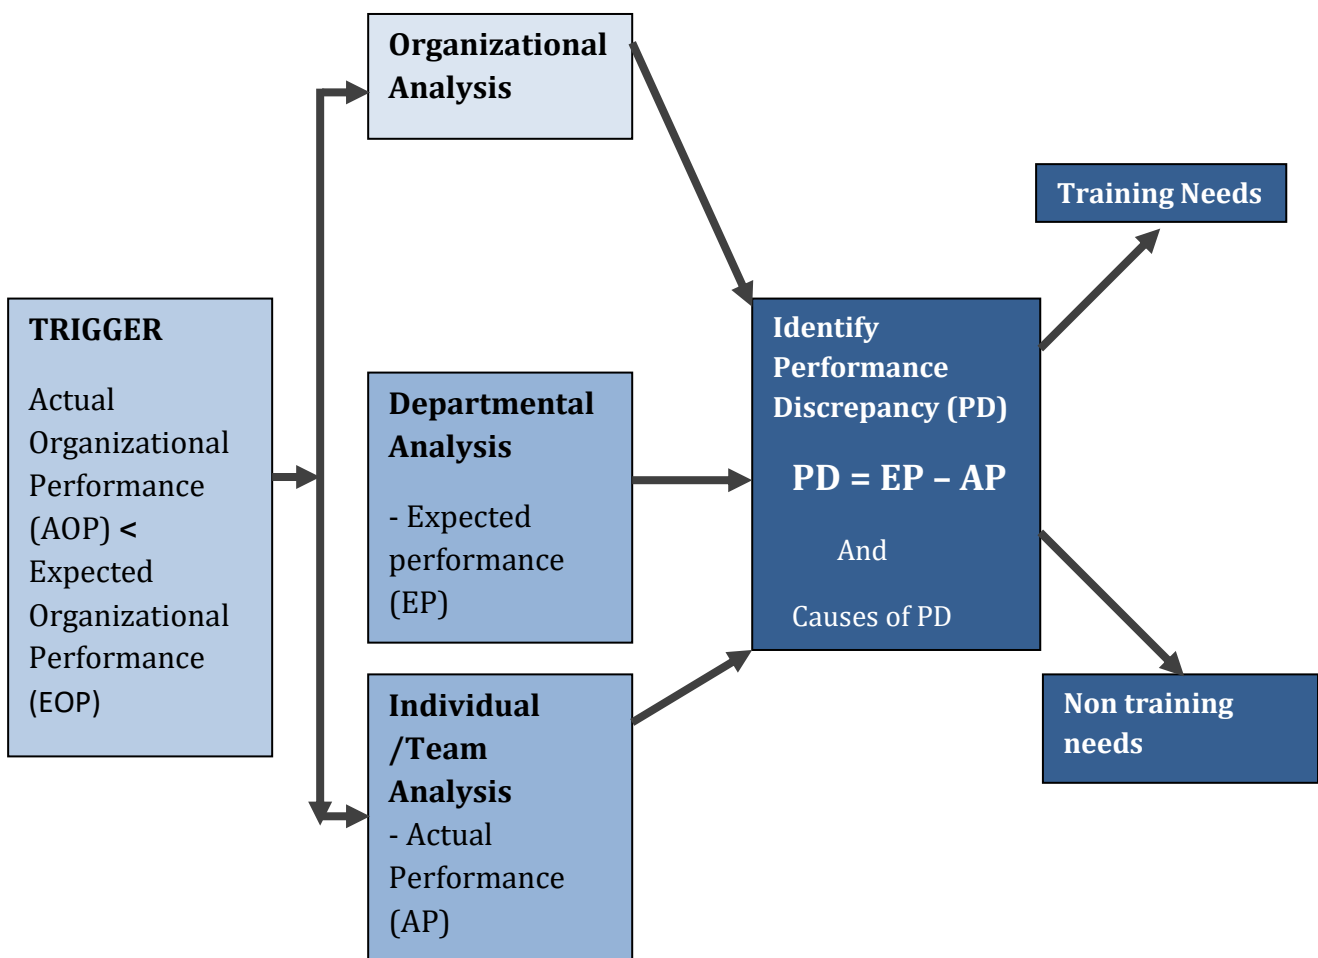 TRIGGER
Actual
Organizational
Performance
(AOP) <
Expected
Organizational
Performance
(EOP)
Organizational
Analysis
Departmental
Analysis
- Expected
performance
(EP)
Individual
/Team
Analysis
- Actual
Performance
(AP)
Identify
Performance
Discrepancy (PD)
PD = EP – AP
And
Causes of PD
Training Needs
Non training
needs